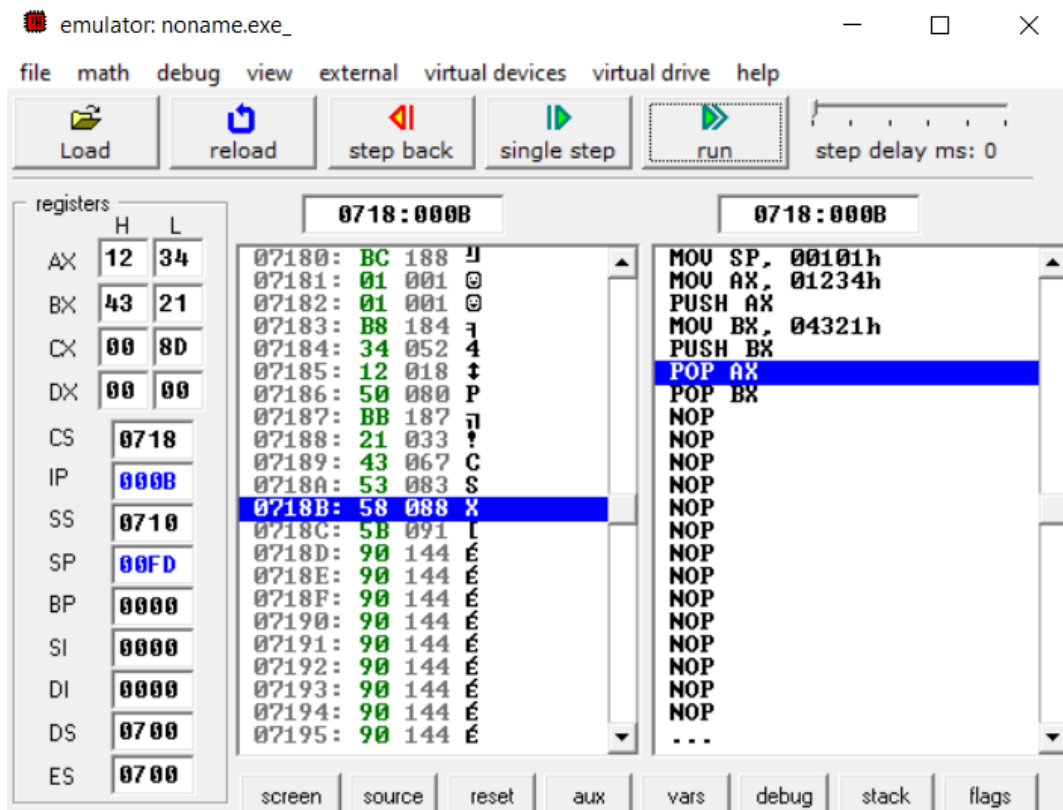 emulator: noname.exe_
file math debug view external virtual devices virtual drive help
Load reload step back single step run step delay ms: 0
registers
H L
AX 12 34
BX 43 21
CX 00 8D
DX 00 00
CS 0718
IP 000B
SS 0710
SP 00FD
BP 0000
SI 0000
DI 0000
DS 0700
ES 0700
0718:000B
07180: BC 188 ╝
07181: 01 001 ☺
07182: 01 001 ☺
07183: B8 184 ╕
07184: 34 052 4
07185: 12 018 ↕
07186: 50 080 P
07187: BB 187 ╗
07188: 21 033 !
07189: 43 067 C
0718A: 53 083 S
0718B: 58 088 X
0718C: 5B 091 [
0718D: 90 144 É
0718E: 90 144 É
0718F: 90 144 É
07190: 90 144 É
07191: 90 144 É
07192: 90 144 É
07193: 90 144 É
07194: 90 144 É
07195: 90 144 É
0718:000B
MOV SP, 00101h
MOV AX, 01234h
PUSH AX
MOV BX, 04321h
PUSH BX
POP AX
POP BX
NOP
NOP
NOP
NOP
NOP
NOP
NOP
NOP
NOP
NOP
NOP
NOP
NOP
NOP
...
screen source reset aux vars debug stack flags